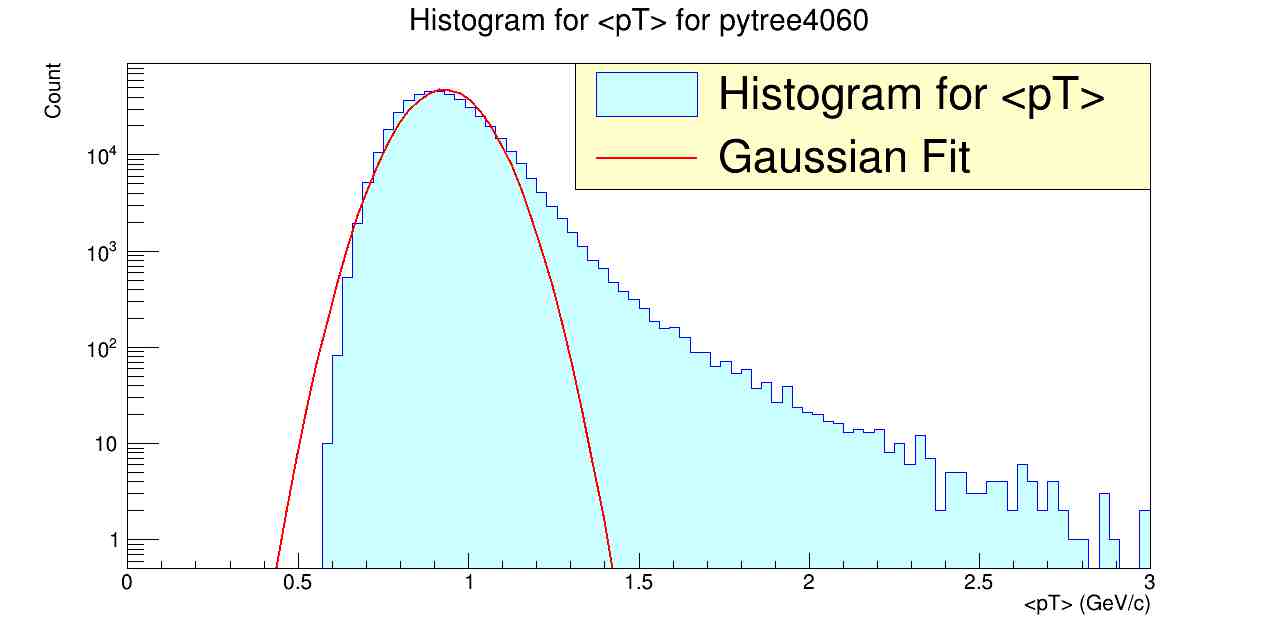 Histogram for <pT> for pytree4060
Count
Histogram for <pT>
Gaussian Fit
10⁴
10³
10²
10
1
0 0.5 1 1.5 2 2.5 3
<pT> (GeV/c)